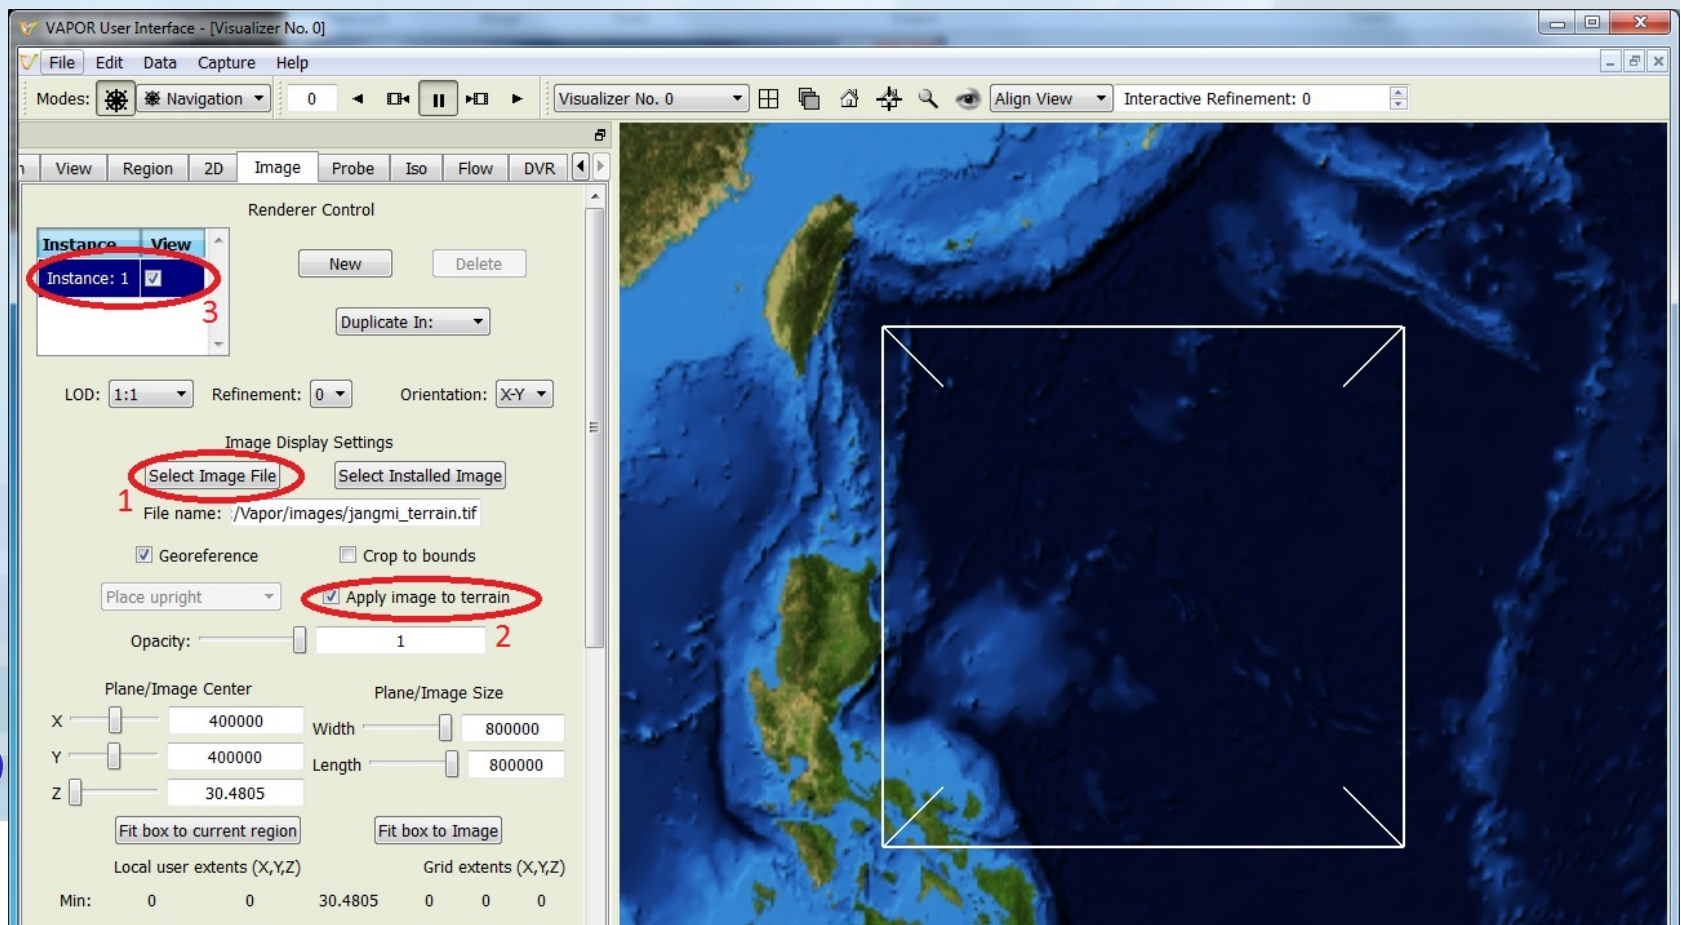 VAPOR User Interface - [Visualizer No. 0]
File Edit Data Capture Help
Modes: Navigation 0 Visualizer No. 0 Align View Interactive Refinement: 0
View Region 2D Image Probe Iso Flow DVR
Renderer Control
Instance View
New Delete
Instance: 1
3
Duplicate In:
LOD: 1:1 Refinement: 0 Orientation: X-Y
Image Display Settings
Select Image File Select Installed Image
1
File name: :/Vapor/images/jangmi_terrain.tif
Georeference Crop to bounds
Place upright Apply image to terrain
Opacity: 1 2
Plane/Image Center Plane/Image Size
X 400000 Width 800000
Y 400000 Length 800000
Z 30.4805
Fit box to current region Fit box to Image
Local user extents (X,Y,Z) Grid extents (X,Y,Z)
Min: 0 0 30.4805 0 0 0